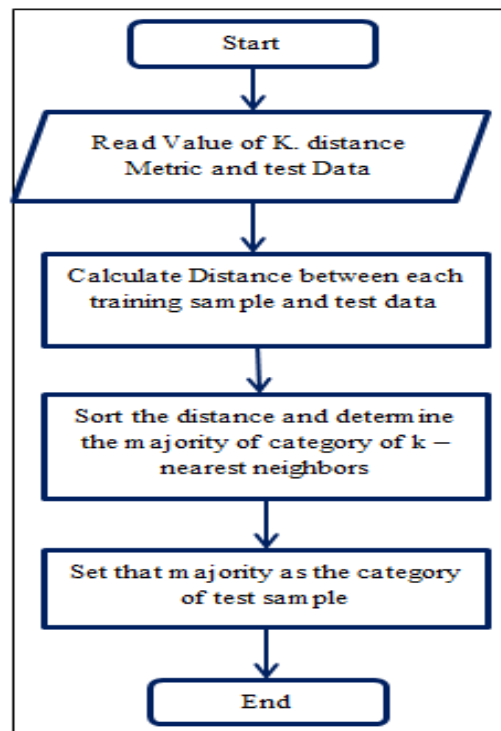 Start
Read Value of K. distance
Metric and test Data
Calculate Distance between each
training sample and test data
Sort the distance and determine
the majority of category of k –
nearest neighbors
Set that majority as the category
of test sample
End